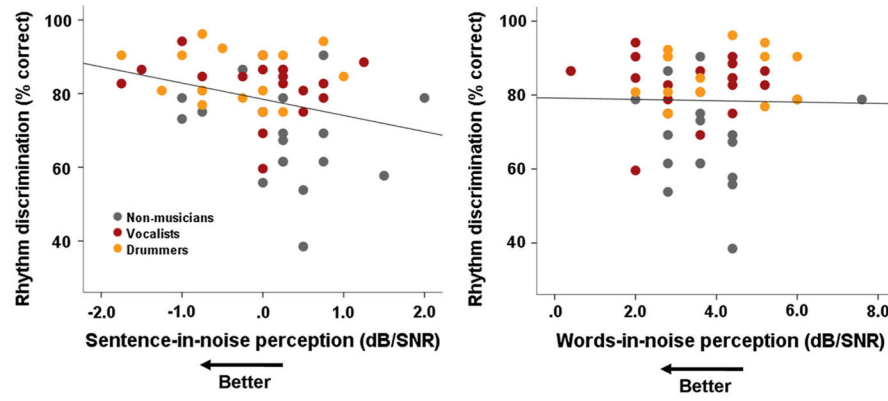 Rhythm discrimination (% correct)
100
80
60
40
Non-musicians
Vocalists
Drummers
-2.0
-1.0
.0
1.0
2.0
Sentence-in-noise perception (dB/SNR)
Better
Rhythm discrimination (% correct)
100
80
60
40
.0
2.0
4.0
6.0
8.0
Words-in-noise perception (dB/SNR)
Better